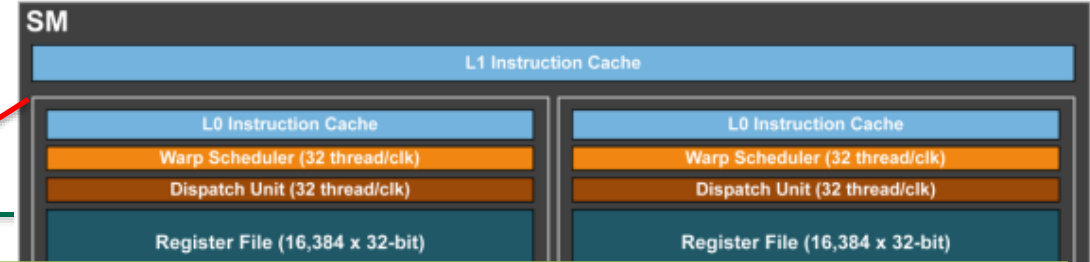 SM
L1 Instruction Cache
L0 Instruction Cache
Warp Scheduler (32 thread/clk)
Dispatch Unit (32 thread/clk)
Register File (16,384 x 32-bit)
L0 Instruction Cache
Warp Scheduler (32 thread/clk)
Dispatch Unit (32 thread/clk)
Register File (16,384 x 32-bit)